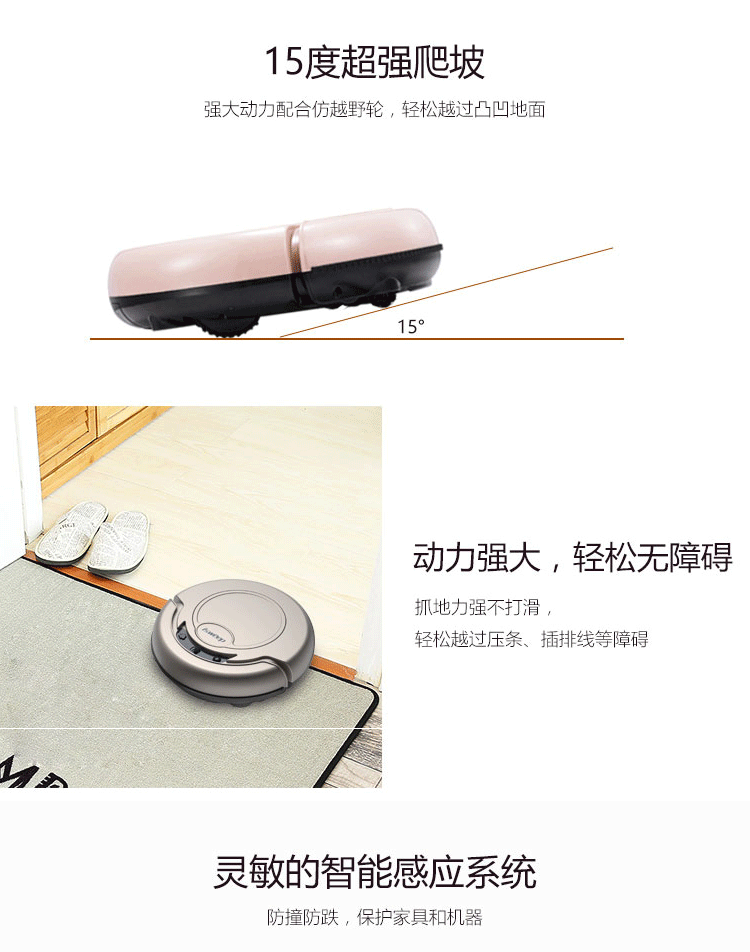 15度超强爬坡
强大动力配合仿越野轮，轻松越过凸凹地面
15°
动力强大，轻松无障碍
抓地力强不打滑，
轻松越过压条、插排线等障碍
灵敏的智能感应系统
防撞防跌，保护家具和机器